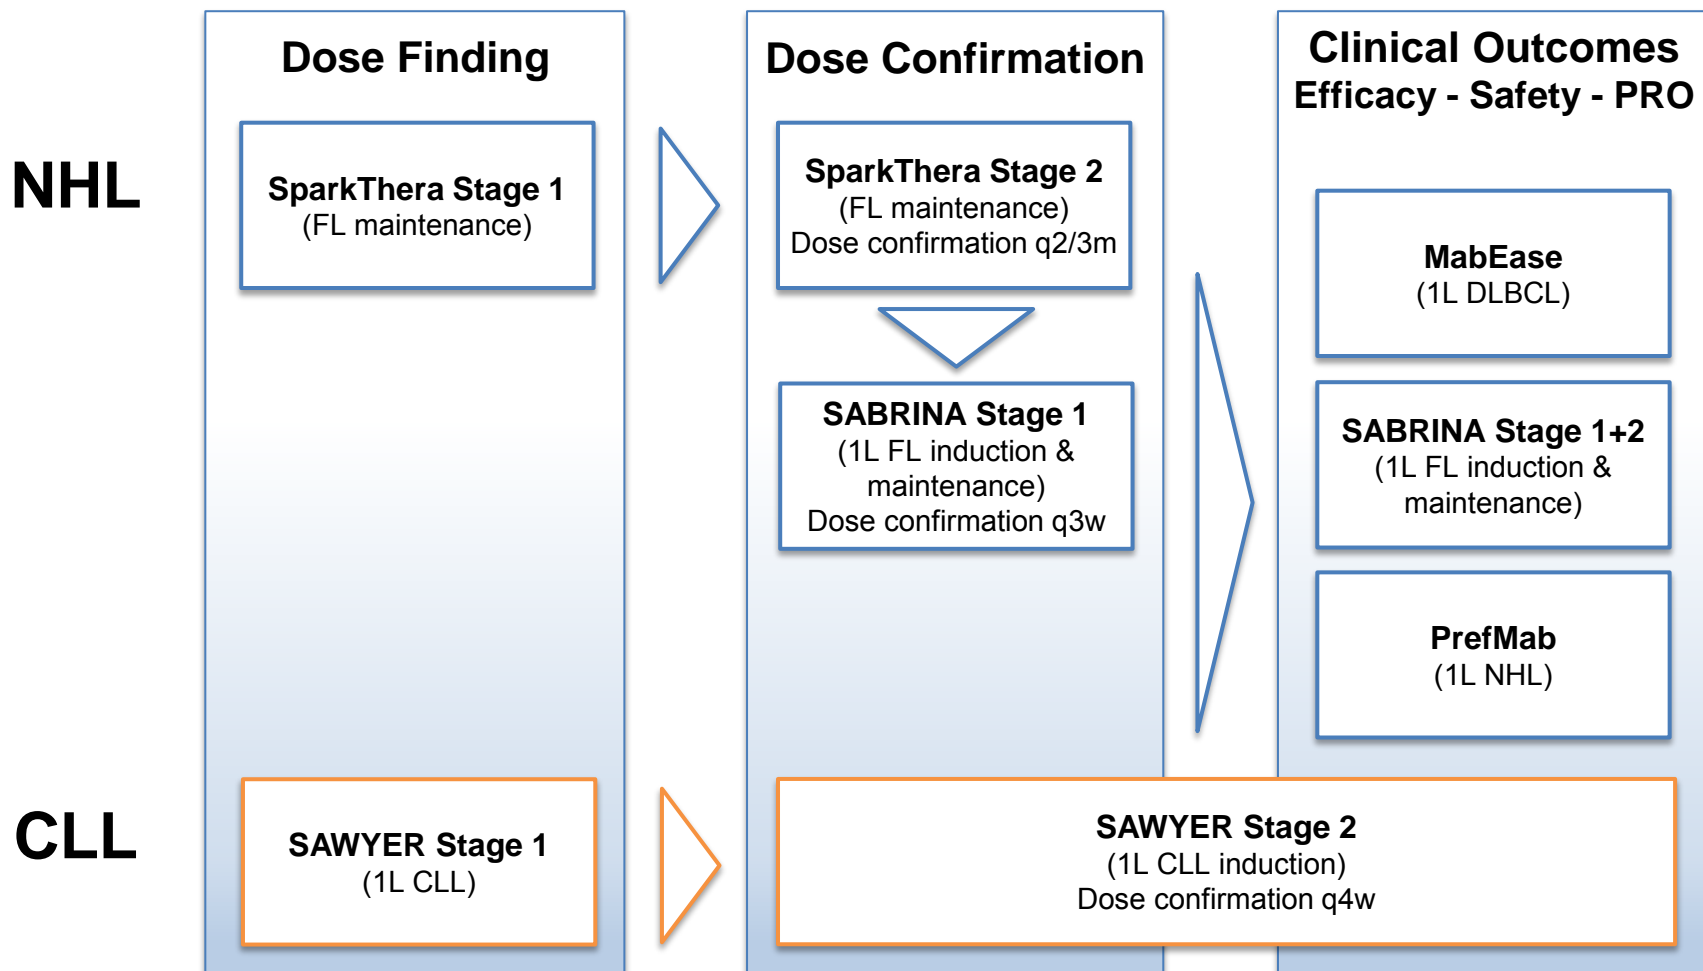 Dose Finding
Dose Confirmation
Clinical Outcomes
Efficacy - Safety - PRO
NHL
SparkThera Stage 1
(FL maintenance)
SparkThera Stage 2
(FL maintenance)
Dose confirmation q2/3m
SABRINA Stage 1
(1L FL induction &
maintenance)
Dose confirmation q3w
MabEase
(1L DLBCL)
SABRINA Stage 1+2
(1L FL induction &
maintenance)
PrefMab
(1L NHL)
CLL
SAWYER Stage 1
(1L CLL)
SAWYER Stage 2
(1L CLL induction)
Dose confirmation q4w